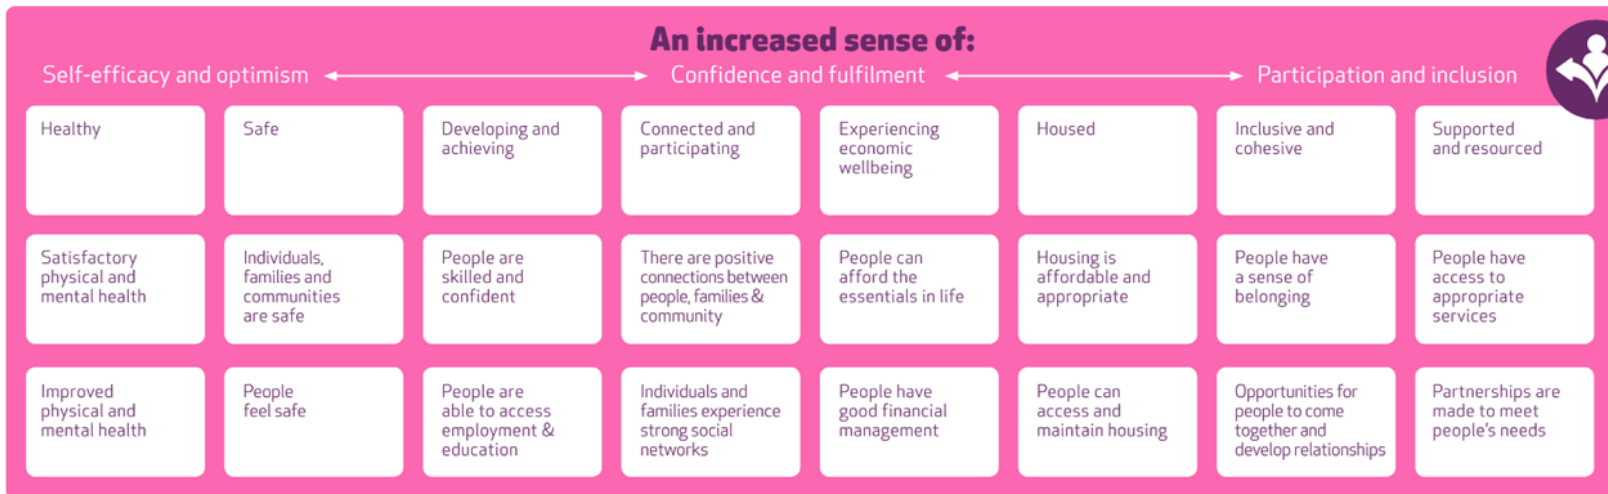 An increased sense of:
Self-efficacy and optimism
Confidence and fulfilment
Participation and inclusion
Healthy
Safe
Developing and
achieving
Connected and
participating
Experiencing
economic
wellbeing
Housed
Inclusive and
cohesive
Supported
and resourced
Satisfactory
physical and
mental health
Individuals,
families and
communities
are safe
People are
skilled and
confident
There are positive
connections between
people, families &
community
People can
afford the
essentials in life
Housing is
affordable and
appropriate
People have
a sense of
belonging
People have
access to
appropriate
services
Improved
physical and
mental health
People
feel safe
People are
able to access
employment &
education
Individuals and
families experience
strong social
networks
People have
good financial
management
People can
access and
maintain housing
Opportunities for
people to come
together and
develop relationships
Partnerships are
made to meet
people's needs